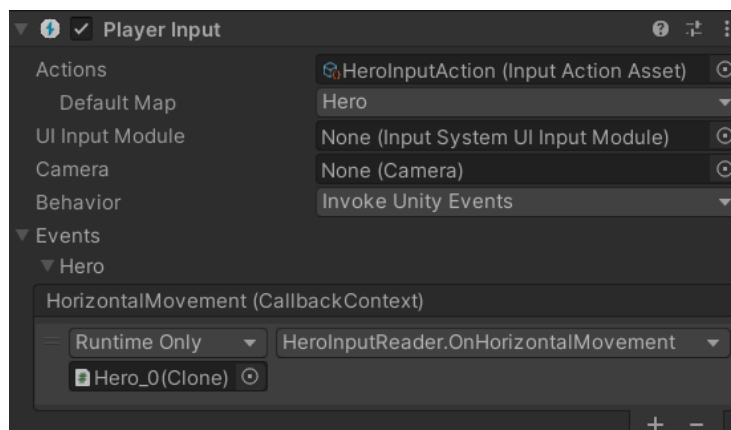 Player Input
Actions HeroInputAction (Input Action Asset)
Default Map Hero
UI Input Module None (Input System UI Input Module)
Camera None (Camera)
Behavior Invoke Unity Events
Events
Hero
HorizontalMovement (CallbackContext)
Runtime Only HeroInputReader.OnHorizontalMovement
Hero_0(Clone)